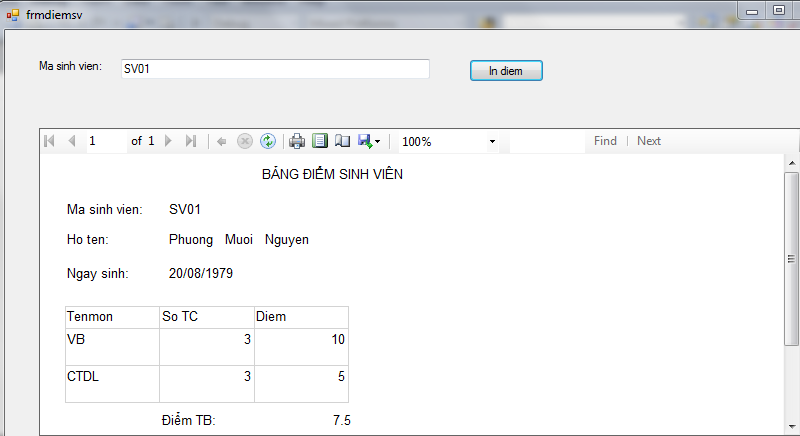 frmdiemsv
Ma sinh vien: SV01 In diem
1 of 1 100% Find Next
BẢNG ĐIỂM SINH VIÊN
Ma sinh vien: SV01
Ho ten: Phuong Muoi Nguyen
Ngay sinh: 20/08/1979
Tenmon So TC Diem
VB 3 10
CTDL 3 5
Điểm TB: 7.5